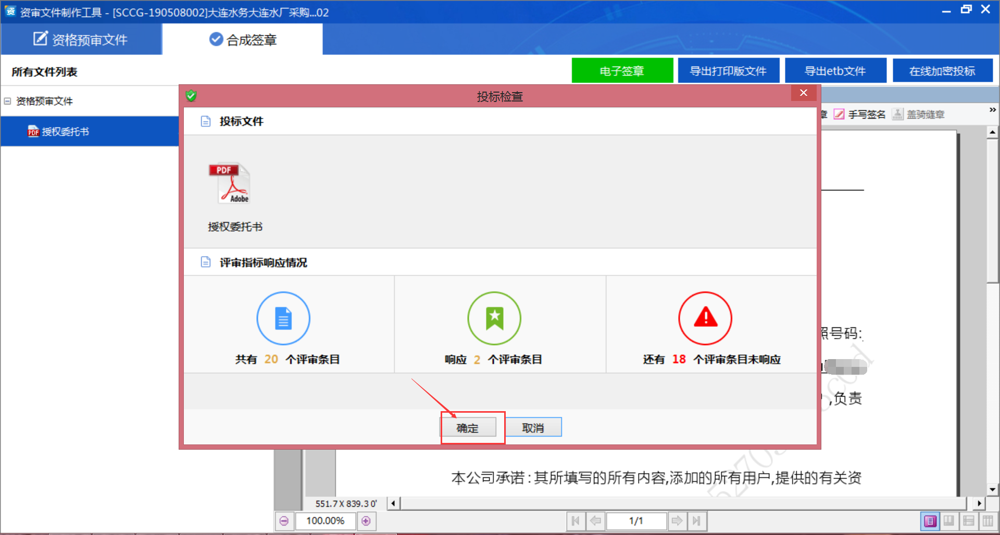 资审文件制作工具 - [SCCG-190508002]大连水务大连水厂采购...02
资格预审文件
合成签章
所有文件列表
电子签章
导出打印版文件
导出etb文件
在线加密投标
资格预审文件
授权委托书
章
手写签名
盖骑缝章
投标检查
投标文件
PDF
Adobe
授权委托书
评审指标响应情况
共有 20 个评审条目
响应 2 个评审条目
还有 18 个评审条目未响应
确定
取消
照号码:
,负责
本公司承诺:其所填写的所有内容,添加的所有用户,提供的有关资
551.7 X 839.3 0'
100.00%
1/1